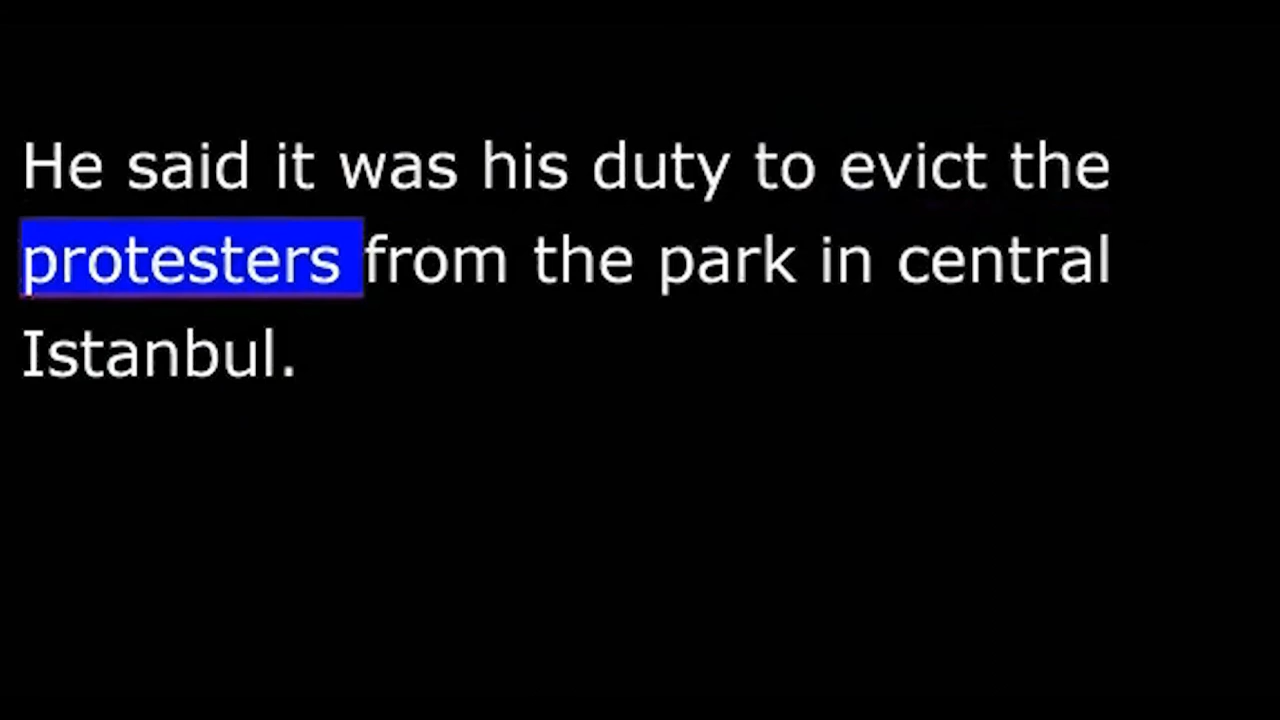 He said it was his duty to evict the
protesters from the park in central
Istanbul.